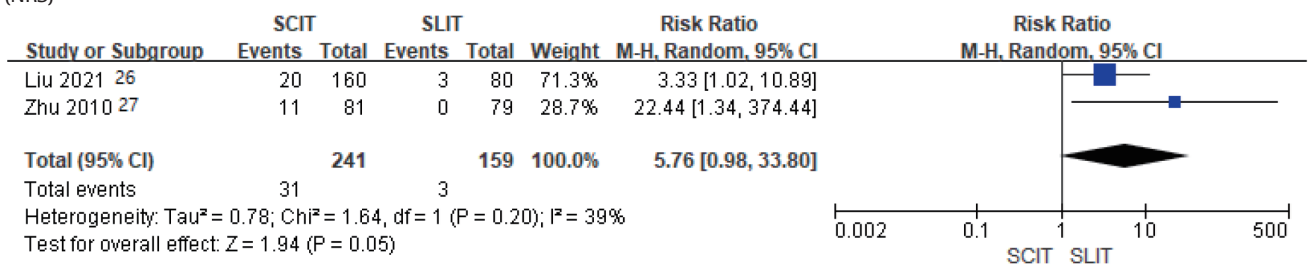 SCIT SLIT Risk Ratio Risk Ratio
Study or Subgroup Events Total Events Total Weight M-H, Random, 95% CI M-H, Random, 95% CI
Liu 2021 26 20 160 3 80 71.3% 3.33 [1.02, 10.89]
Zhu 2010 27 11 81 0 79 28.7% 22.44 [1.34, 374.44]
Total (95% CI) 241 159 100.0% 5.76 [0.98, 33.80]
Total events 31 3
Heterogeneity: Tau² = 0.78; Chi² = 1.64, df = 1 (P = 0.20); I² = 39%
Test for overall effect: Z = 1.94 (P = 0.05)
0.002 0.1 1 10 500
SCIT SLIT